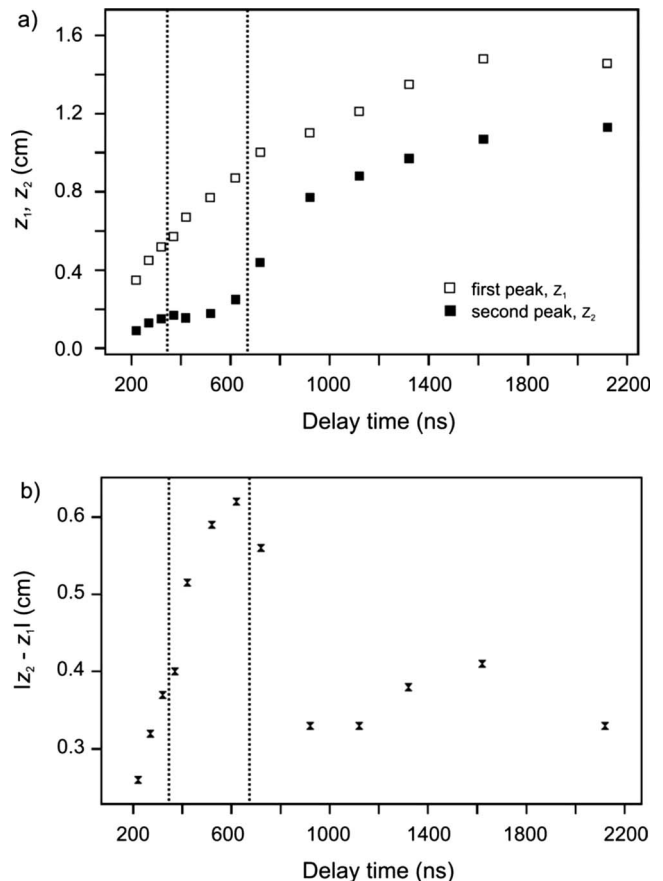 a)
1.6
1.2
0.8
0.4
0.0
z₁, z₂ (cm)
first peak, z₁
second peak, z₂
200 600 1000 1400 1800 2200
Delay time (ns)
b)
0.6
0.5
0.4
0.3
|z₂ - z₁| (cm)
200 600 1000 1400 1800 2200
Delay time (ns)